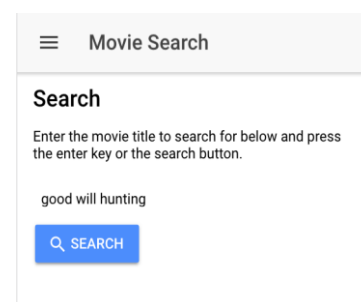 Movie Search
Search
Enter the movie title to search for below and press
the enter key or the search button.
good will hunting
SEARCH